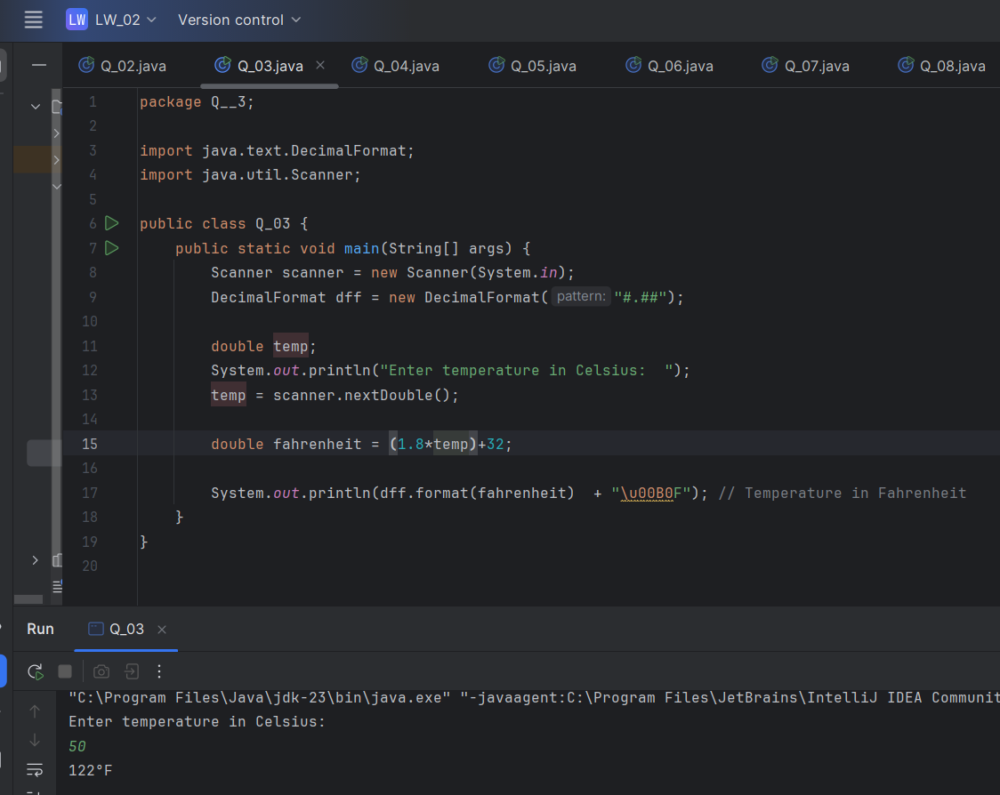 LW LW_02 Version control
Q_02.java Q_03.java Q_04.java Q_05.java Q_06.java Q_07.java Q_08.java
1 package Q__3;
2
3 import java.text.DecimalFormat;
4 import java.util.Scanner;
5
6 public class Q_03 {
7 public static void main(String[] args) {
8 Scanner scanner = new Scanner(System.in);
9 DecimalFormat dff = new DecimalFormat( pattern: "#.##");
10
11 double temp;
12 System.out.println("Enter temperature in Celsius:  ");
13 temp = scanner.nextDouble();
14
15 double fahrenheit = (1.8*temp)+32;
16
17 System.out.println(dff.format(fahrenheit)  + "\u00B0F"); // Temperature in Fahrenheit
18 }
19 }
20
Run Q_03
"C:\Program Files\Java\jdk-23\bin\java.exe" "-javaagent:C:\Program Files\JetBrains\IntelliJ IDEA Communit
Enter temperature in Celsius:
50
122°F